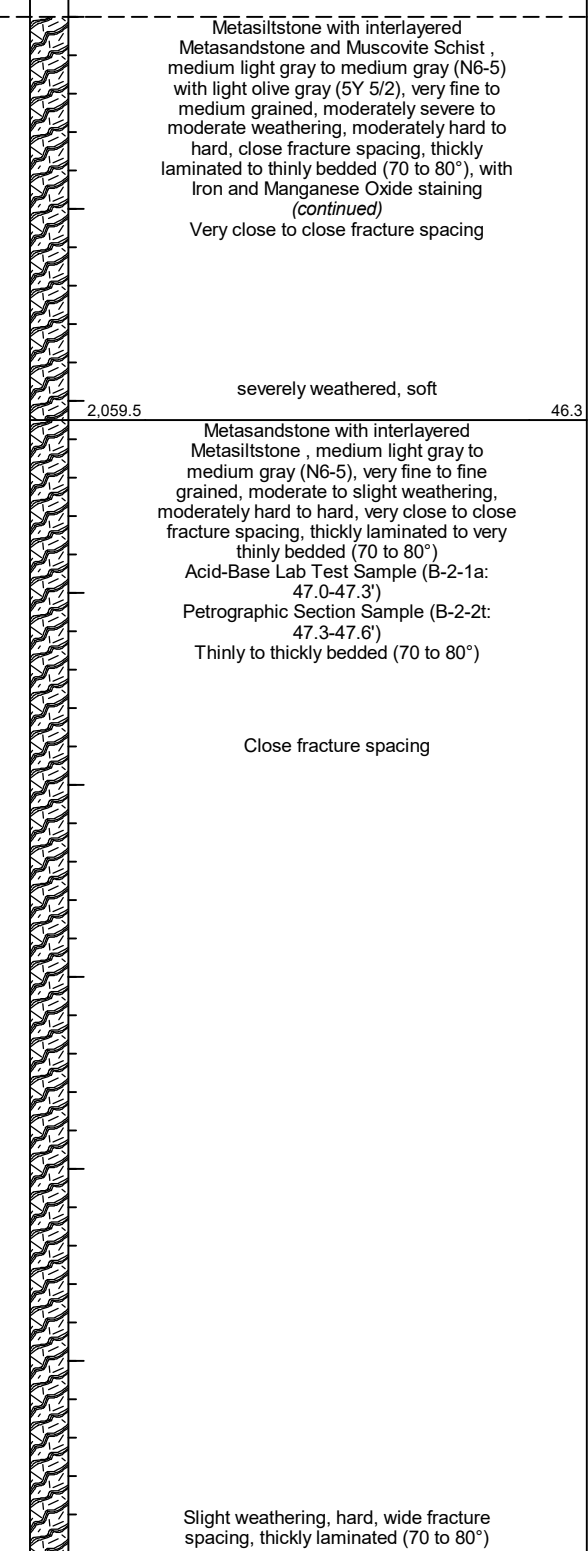 Metasiltstone with interlayered
Metasandstone and Muscovite Schist ,
medium light gray to medium gray (N6-5)
with light olive gray (5Y 5/2), very fine to
medium grained, moderately severe to
moderate weathering, moderately hard to
hard, close fracture spacing, thickly
laminated to thinly bedded (70 to 80°), with
Iron and Manganese Oxide staining
(continued)
Very close to close fracture spacing
severely weathered, soft
2,059.5 46.3
Metasandstone with interlayered
Metasiltstone , medium light gray to
medium gray (N6-5), very fine to fine
grained, moderate to slight weathering,
moderately hard to hard, very close to close
fracture spacing, thickly laminated to very
thinly bedded (70 to 80°)
Acid-Base Lab Test Sample (B-2-1a:
47.0-47.3')
Petrographic Section Sample (B-2-2t:
47.3-47.6')
Thinly to thickly bedded (70 to 80°)
Close fracture spacing
Slight weathering, hard, wide fracture
spacing, thickly laminated (70 to 80°)